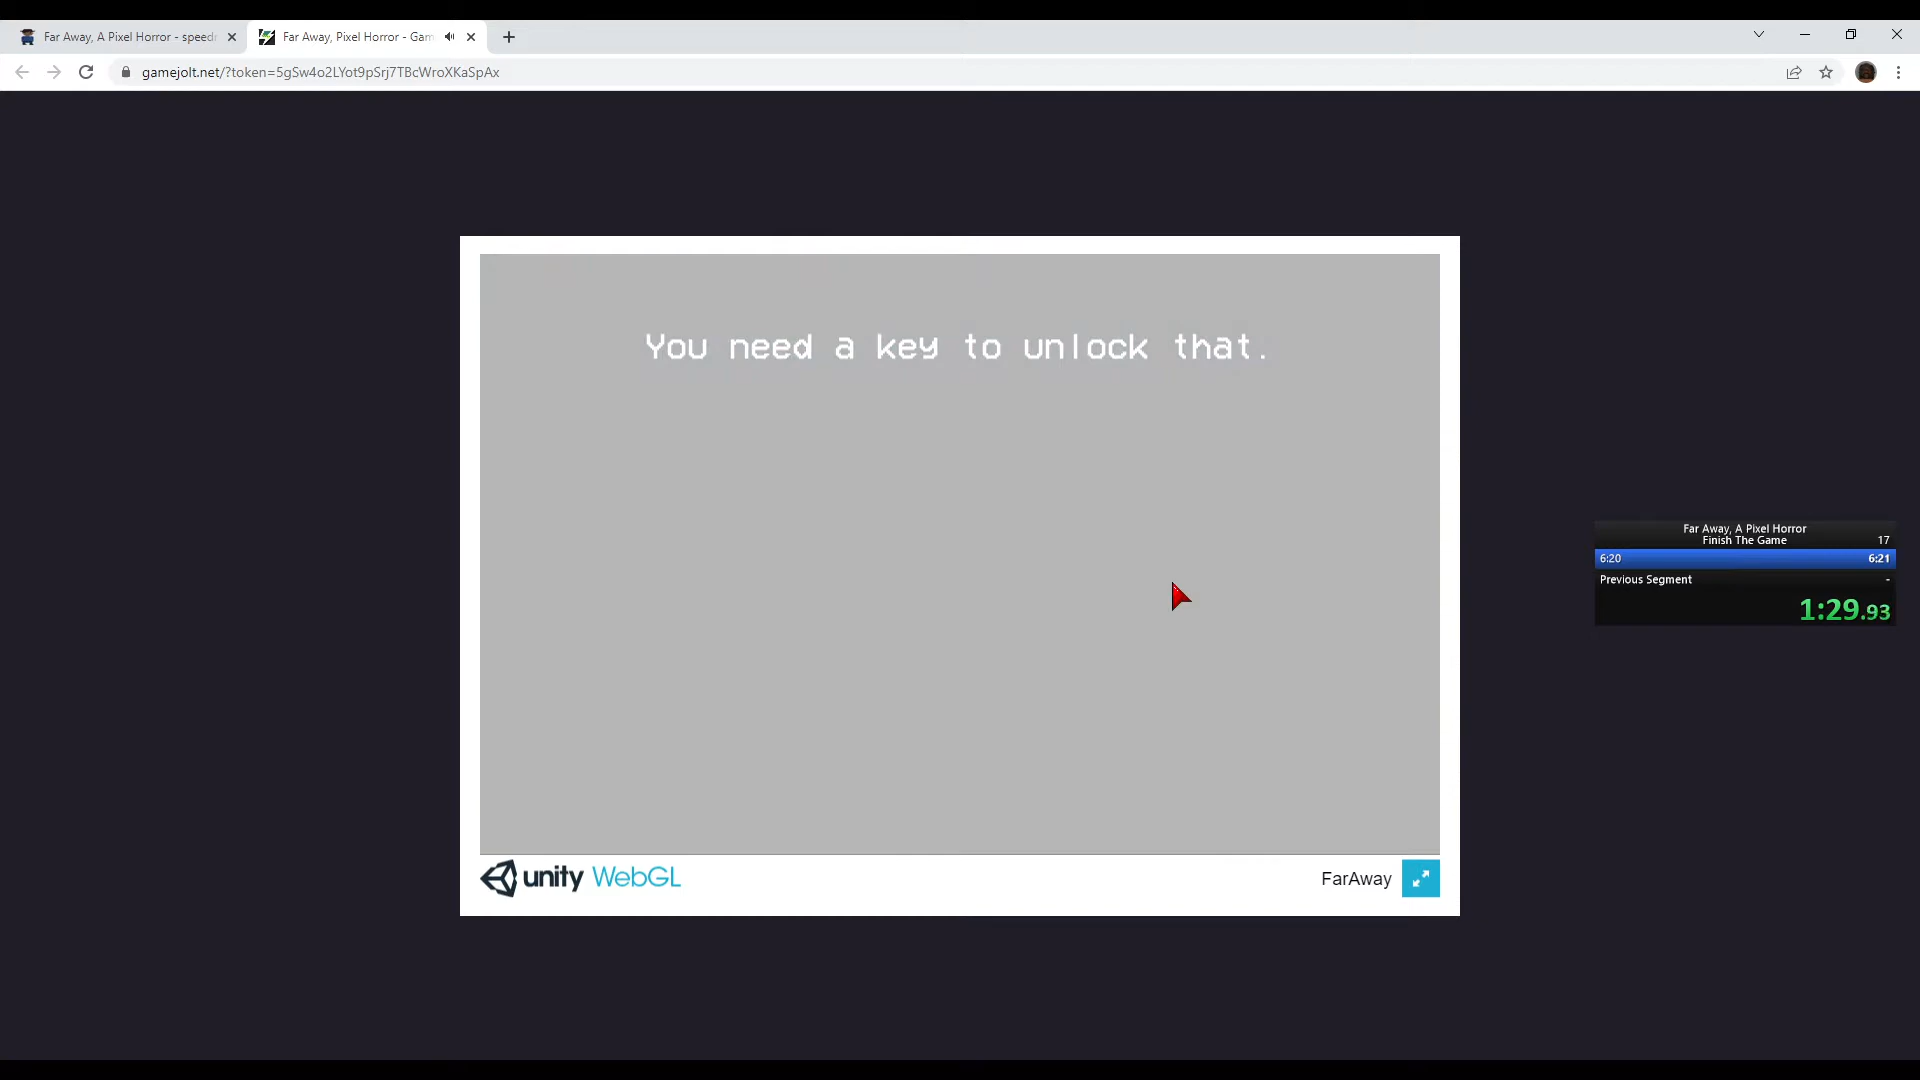 Far Away, A Pixel Horror - speedr
Far Away, Pixel Horror - Gam
gamejolt.net/?token=5gSw4o2LYot9pSrj7TBcWroXKaSpAx
You need a key to unlock that.
Far Away, A Pixel Horror
Finish The Game 17
6:20 6:21
Previous Segment -
1:29.93
unity WebGL
FarAway